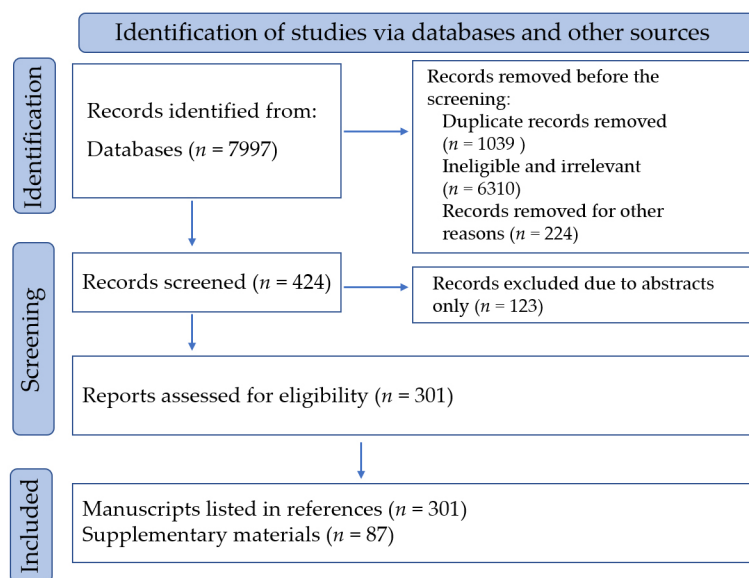 Identification of studies via databases and other sources
Identification
Records identified from:
Databases (n = 7997)
Records removed before the
screening:
Duplicate records removed
(n = 1039 )
Ineligible and irrelevant
(n = 6310)
Records removed for other
reasons (n = 224)
Screening
Records screened (n = 424)
Records excluded due to abstracts
only (n = 123)
Reports assessed for eligibility (n = 301)
Included
Manuscripts listed in references (n = 301)
Supplementary materials (n = 87)